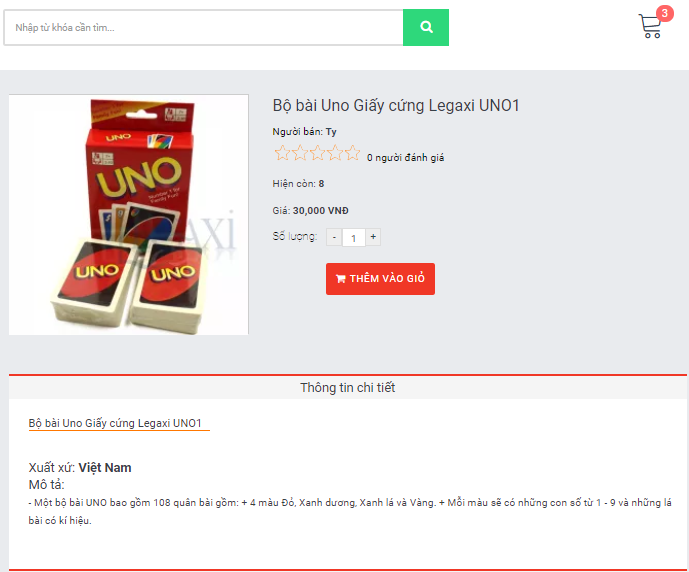 Nhập từ khóa cần tìm...
3
Bộ bài Uno Giấy cứng Legaxi UNO1
Người bán: Ty
0 người đánh giá
Hiện còn: 8
Giá: 30,000 VNĐ
Số lượng: - 1 +
THÊM VÀO GIỎ
UNO
UNO
UNO
UNO
AXI
Thông tin chi tiết
Bộ bài Uno Giấy cứng Legaxi UNO1
Xuất xứ: Việt Nam
Mô tả:
- Một bộ bài UNO bao gồm 108 quân bài gồm: + 4 màu Đỏ, Xanh dương, Xanh lá và Vàng. + Mỗi màu sẽ có những con số từ 1 - 9 và những lá
bài có kí hiệu.